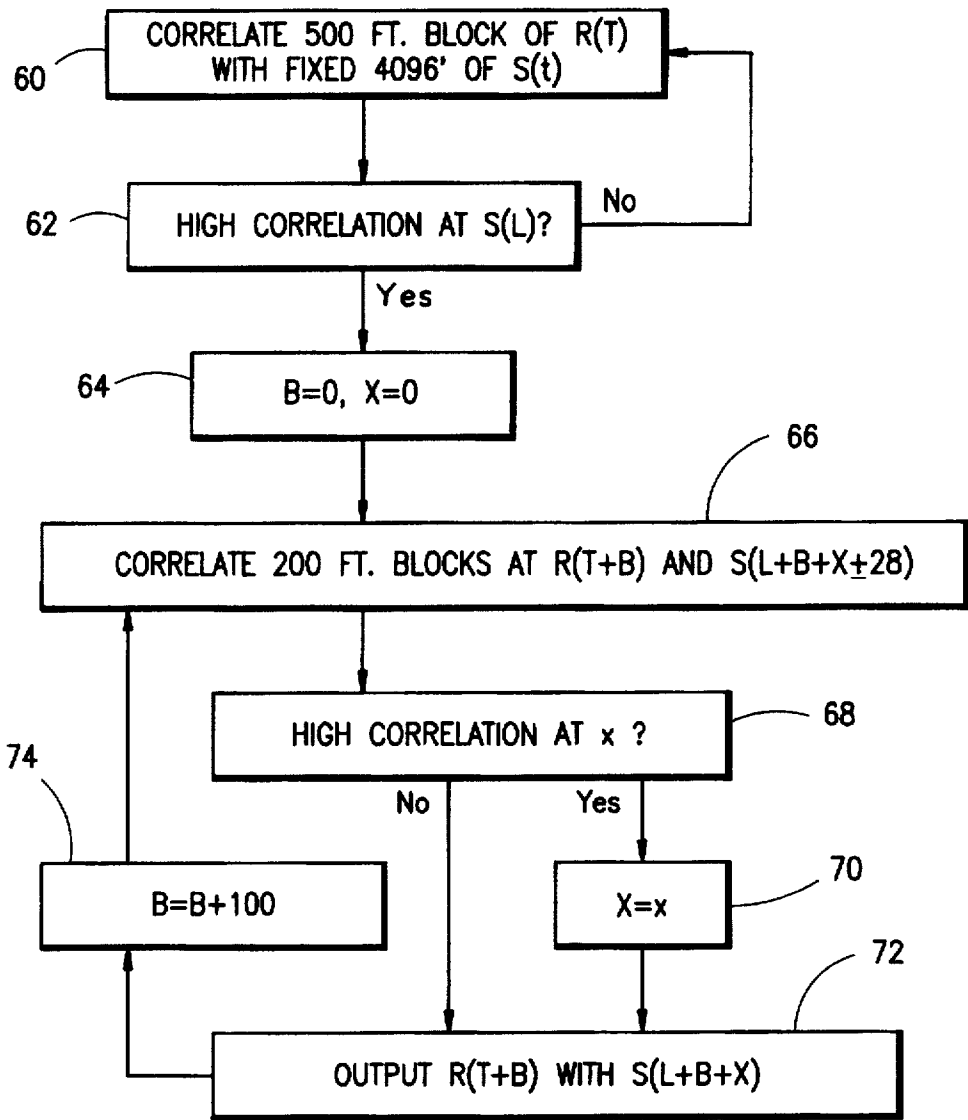 CORRELATE 500 FT. BLOCK OF R(T)
WITH FIXED 4096' OF S(t)
60
HIGH CORRELATION AT S(L)?
62
No
Yes
B=0, X=0
64
66
CORRELATE 200 FT. BLOCKS AT R(T+B) AND S(L+B+X±28)
HIGH CORRELATION AT x ?
68
No
Yes
74
B=B+100
X=x
70
72
OUTPUT R(T+B) WITH S(L+B+X)